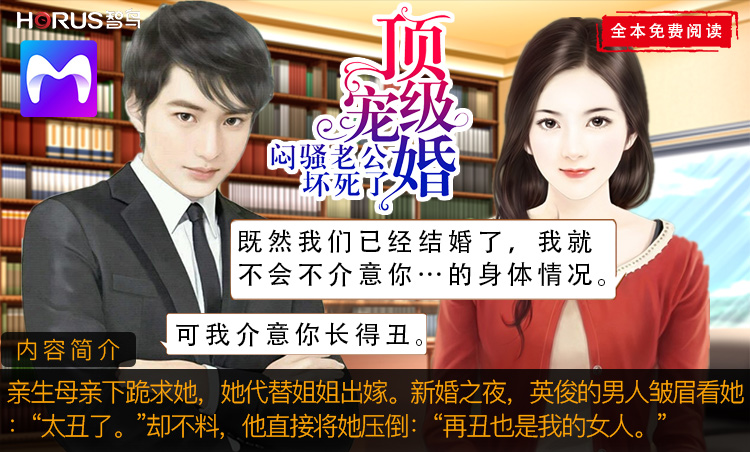 HORUS智鸟
全本免费阅读
顶级宠婚
闷骚老公
坏死了
既然我们已经结婚了，我就
不会不介意你…的身体情况。
可我介意你长得丑。
内容简介
亲生母亲下跪求她，她代替姐姐出嫁。新婚之夜，英俊的男人皱眉看她
：“太丑了。”却不料，他直接将她压倒：“再丑也是我的女人。”